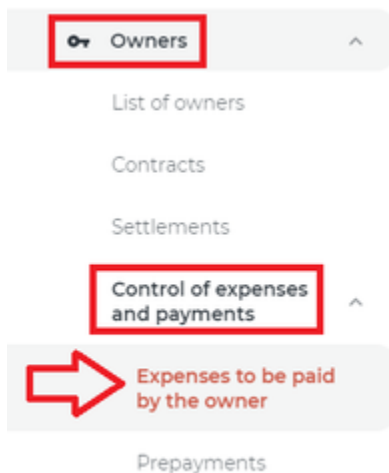 Owners
List of owners
Contracts
Settlements
Control of expenses
and payments
Expenses to be paid
by the owner
Prepayments